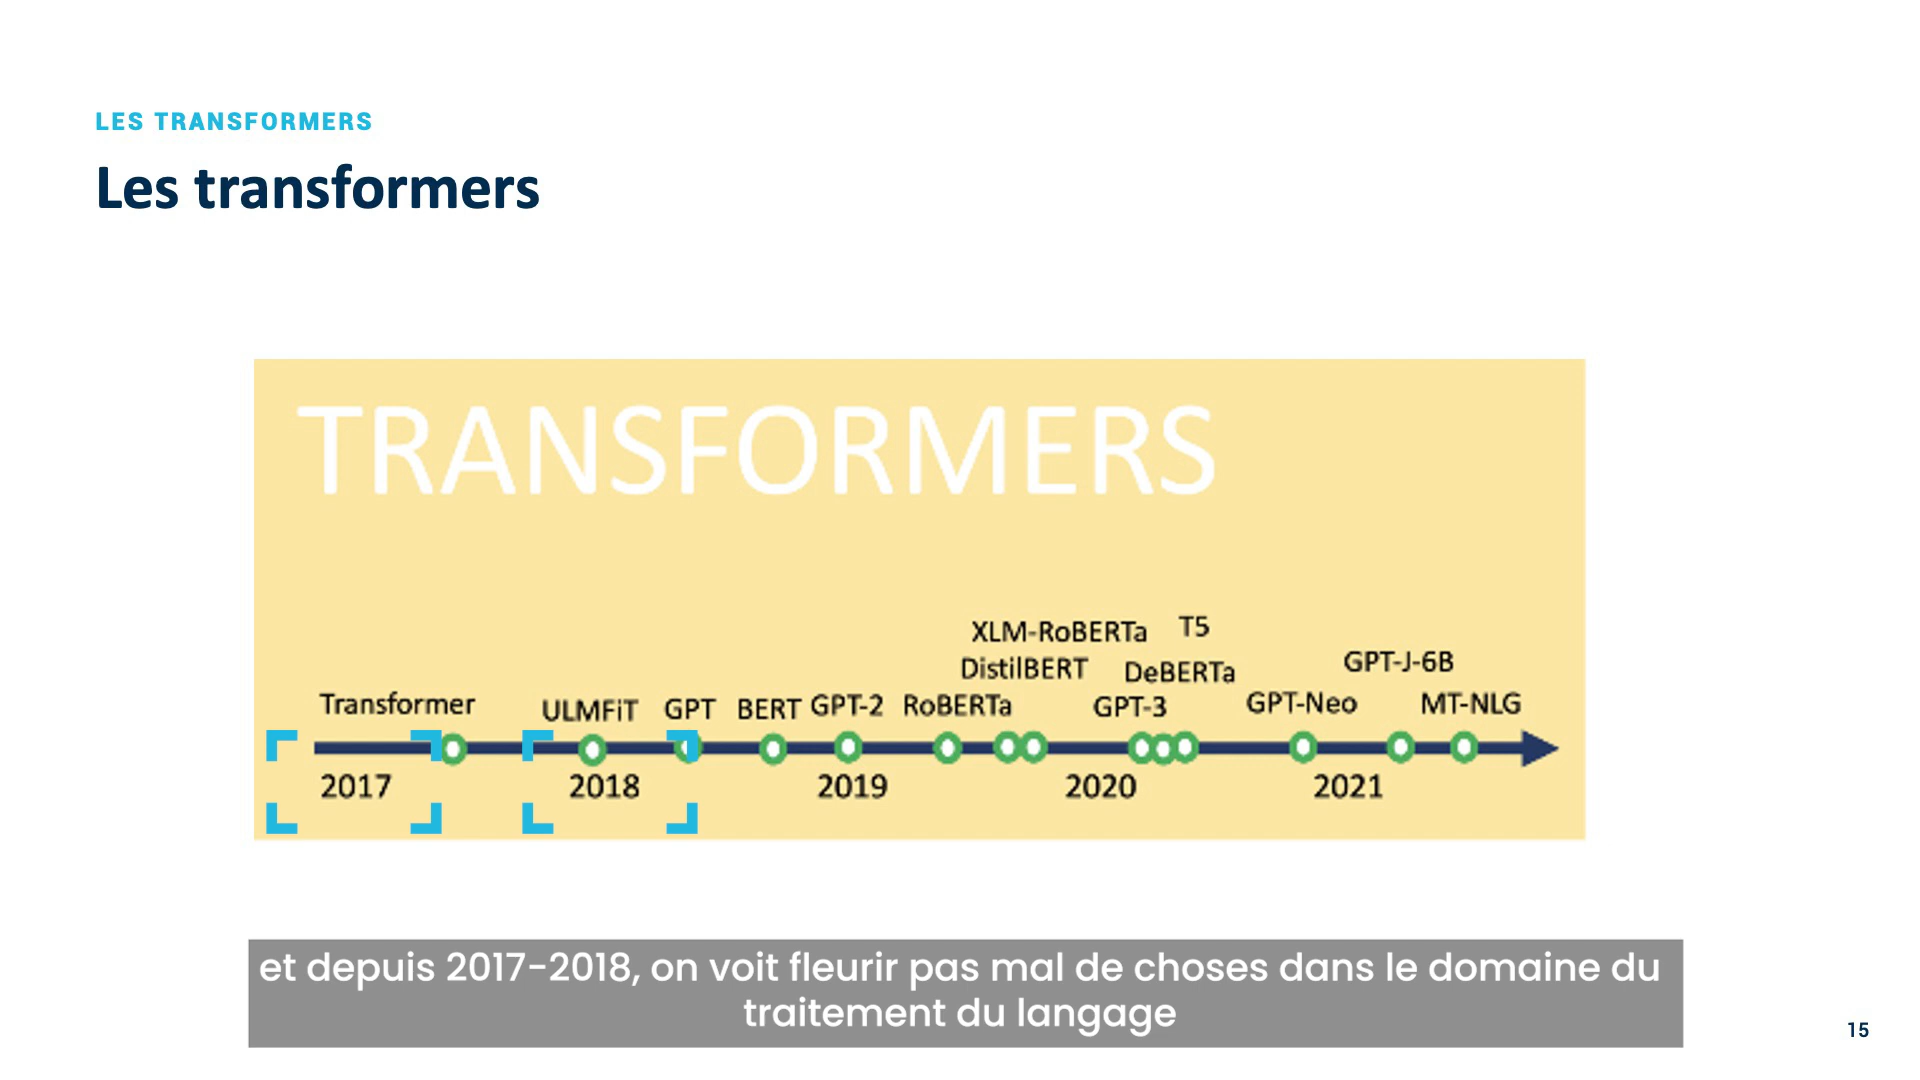 LES TRANSFORMERS
Les transformers
TRANSFORMERS
XLM-RoBERTa T5
DistilBERT DeBERTa GPT-J-6B
Transformer ULMFiT GPT BERT GPT-2 RoBERTa GPT-3 GPT-Neo MT-NLG
2017 2018 2019 2020 2021
et depuis 2017-2018, on voit fleurir pas mal de choses dans le domaine du
traitement du langage
15